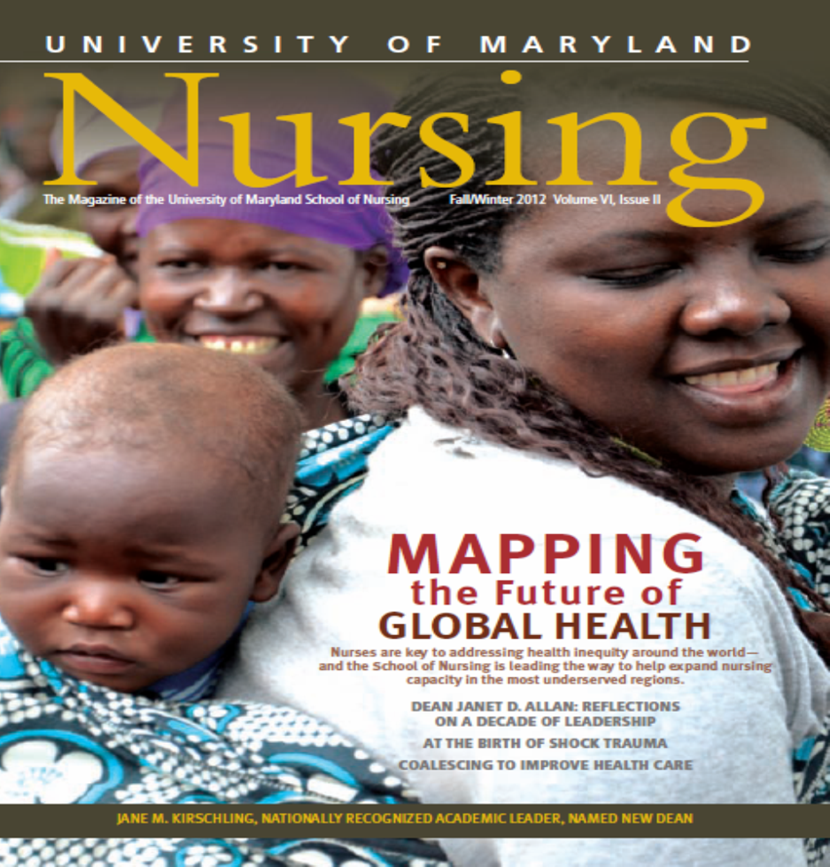 UNIVERSITY OF MARYLAND
Nursing
The Magazine of the University of Maryland School of Nursing Fall/Winter 2012 Volume VI, Issue II
MAPPING
the Future of
GLOBAL HEALTH
Nurses are key to addressing health inequity around the world—
and the School of Nursing is leading the way to help expand nursing
capacity in the most underserved regions.
DEAN JANET D. ALLAN: REFLECTIONS
ON A DECADE OF LEADERSHIP
AT THE BIRTH OF SHOCK TRAUMA
COALESCING TO IMPROVE HEALTH CARE
JANE M. KIRSCHLING, NATIONALLY RECOGNIZED ACADEMIC LEADER, NAMED NEW DEAN